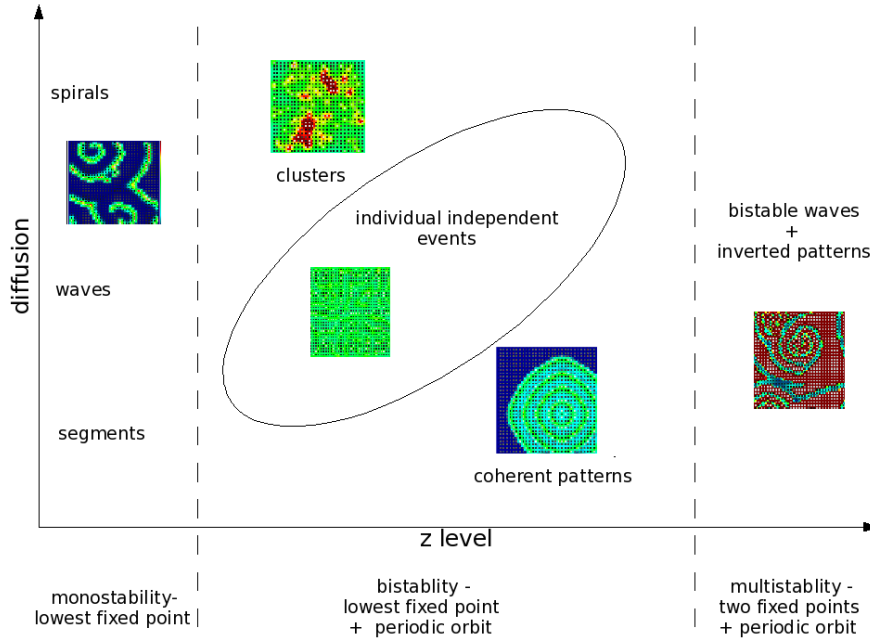 spirals
clusters
individual independent
events
bistable waves
+
inverted patterns
diffusion
waves
segments
coherent patterns
z level
monostability-
lowest fixed point
bistablity -
lowest fixed point
+ periodic orbit
multistablity -
two fixed points
+ periodic orbit